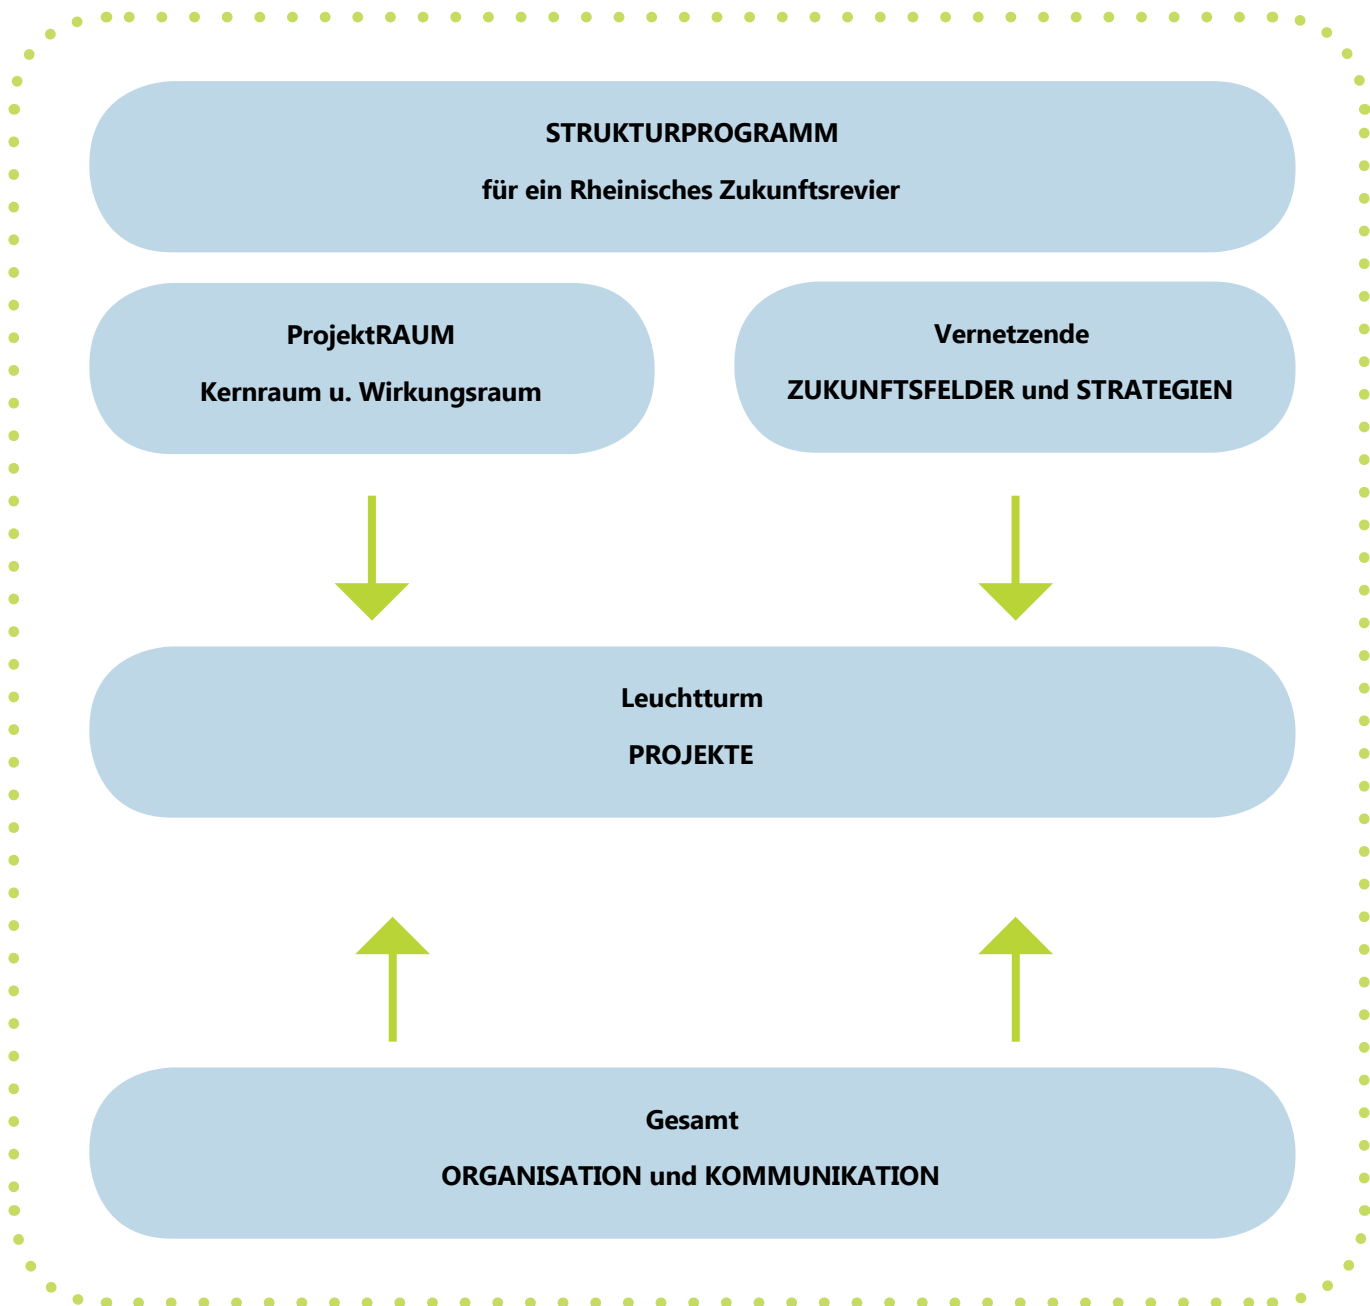 STRUKTURPROGRAMM
für ein Rheinisches Zukunftsrevier
ProjektRAUM
Kernraum u. Wirkungsraum
Vernetzende
ZUKUNFTSFELDER und STRATEGIEN
Leuchtturm
PROJEKTE
Gesamt
ORGANISATION und KOMMUNIKATION